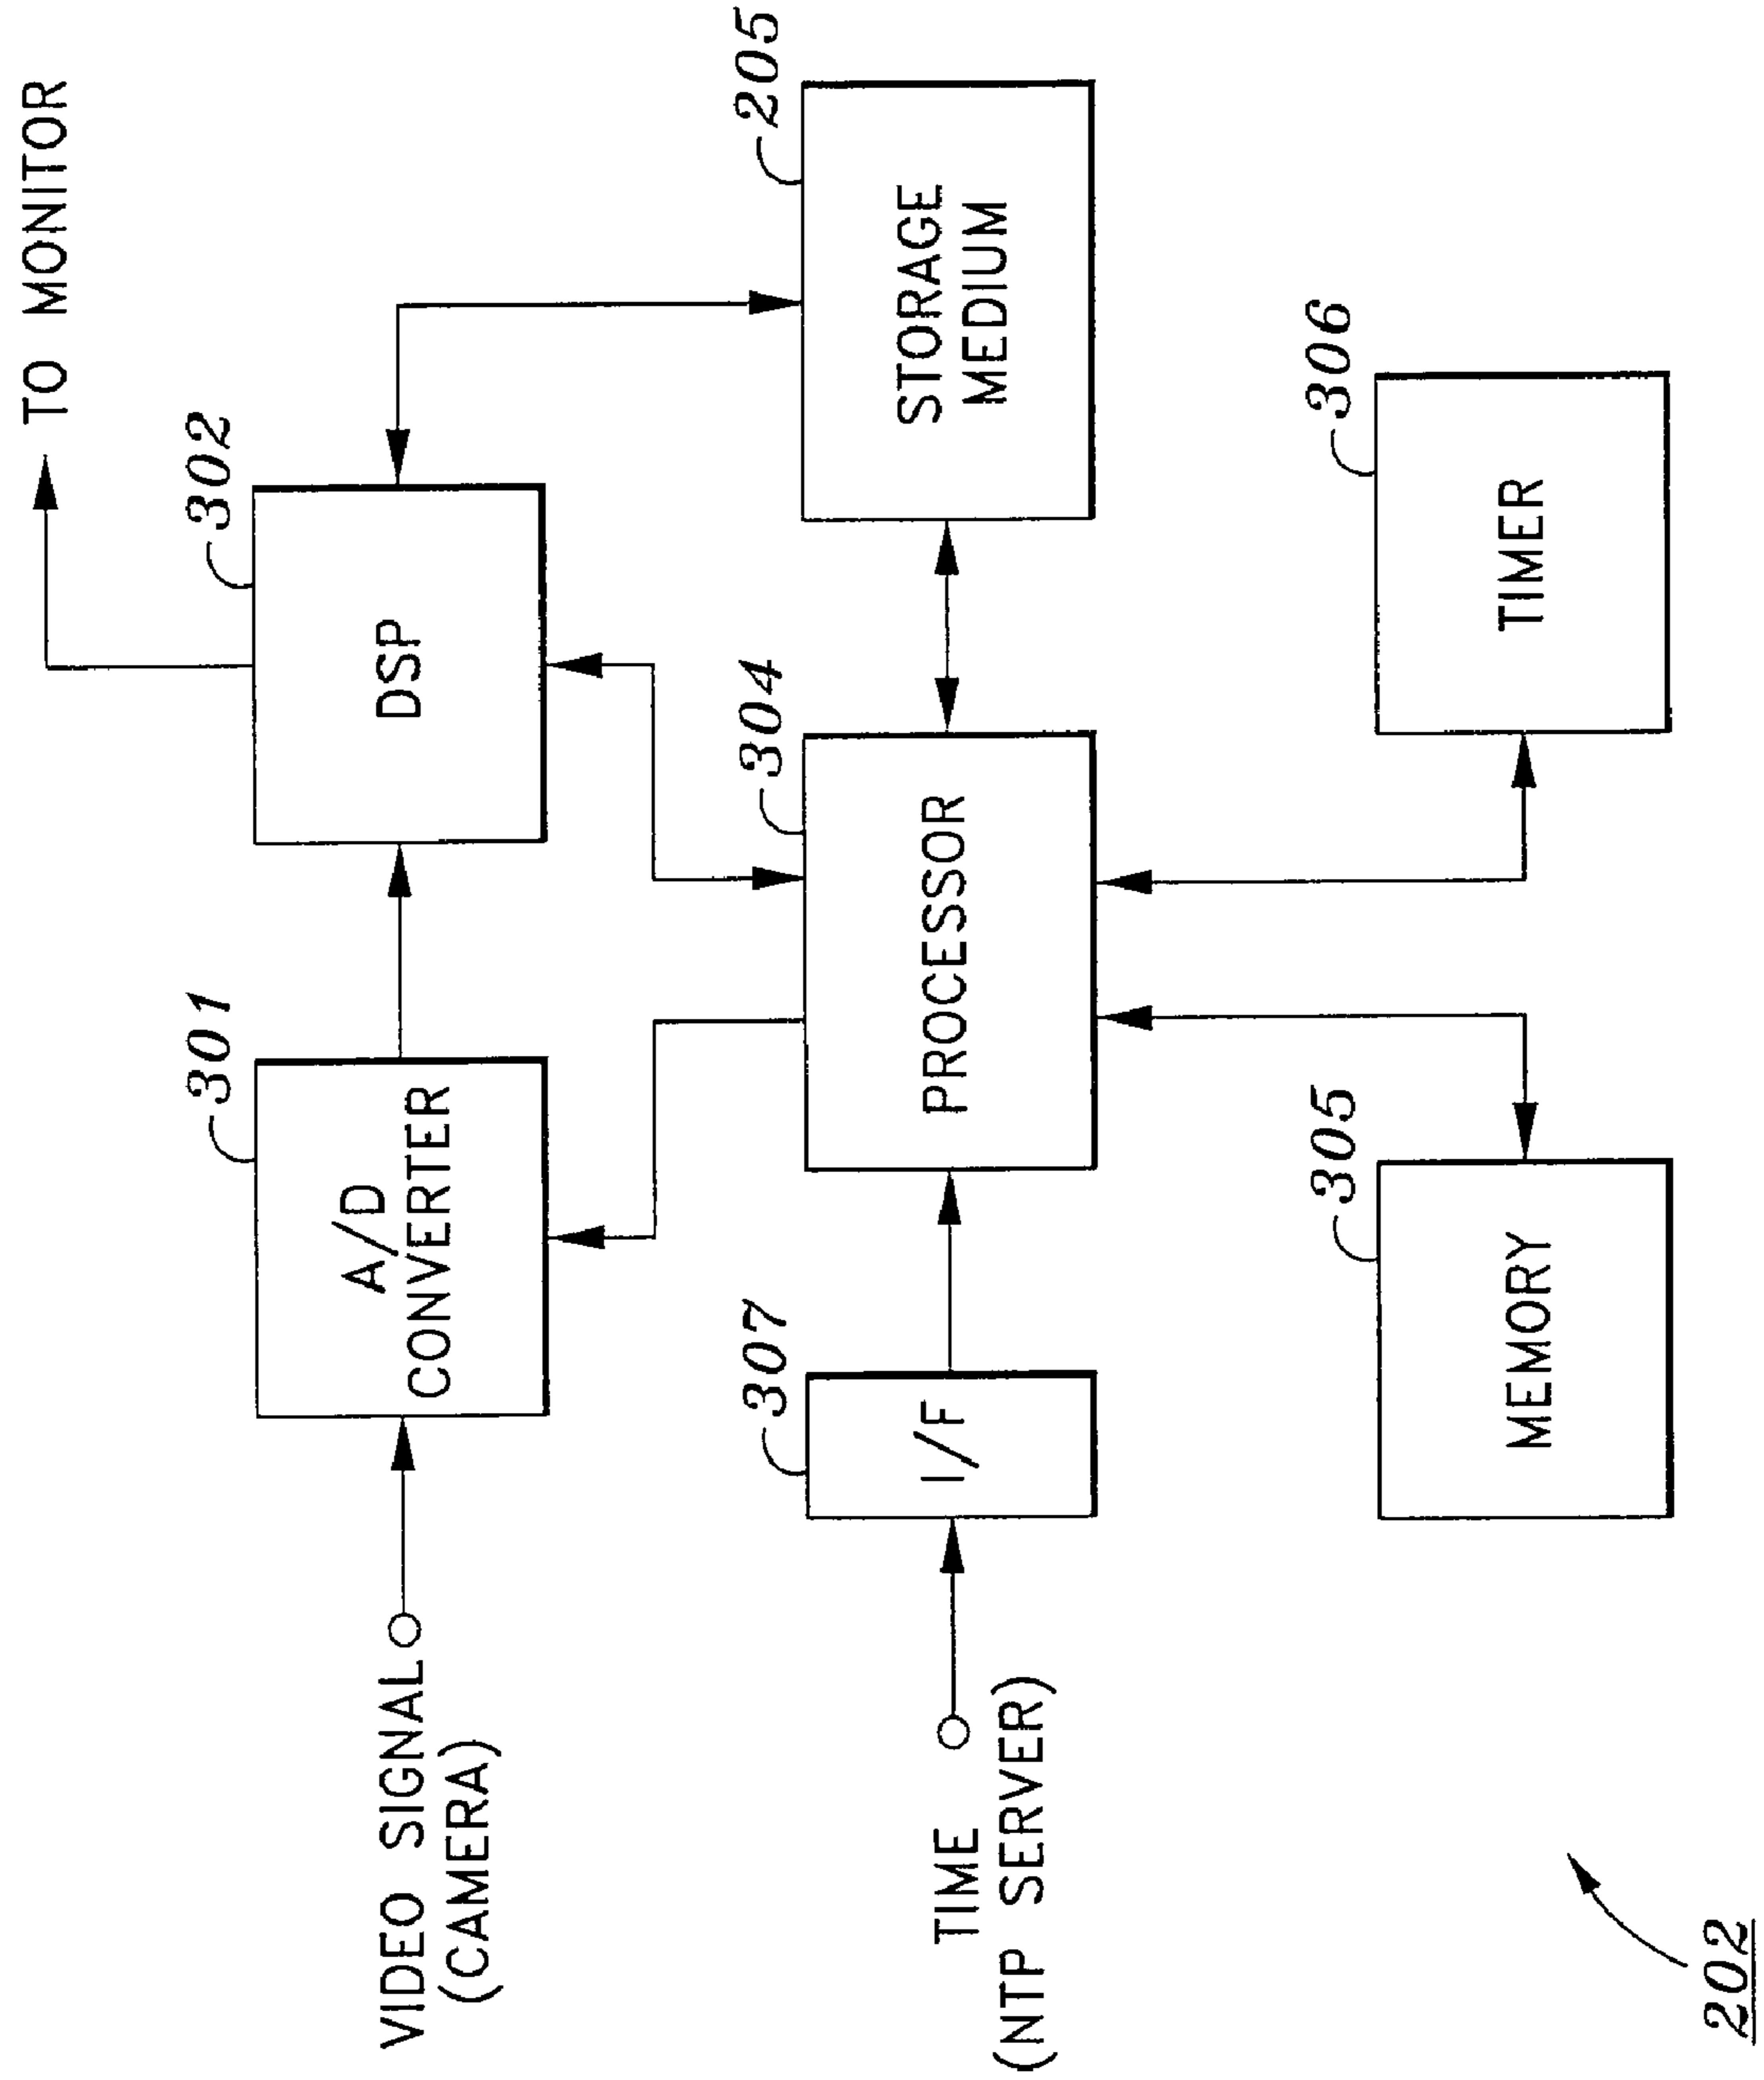 TO MONITOR
301
302
A/D
CONVERTER
DSP
VIDEO SIGNAL
(CAMERA)
307
304
205
I/F
PROCESSOR
STORAGE
MEDIUM
TIME
(NTP SERVER)
305
306
MEMORY
TIMER
202